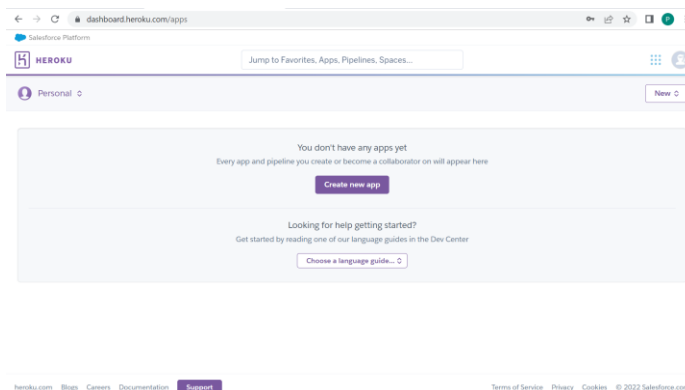 dashboard.heroku.com/apps
P
Salesforce Platform
HEROKU
Jump to Favorites, Apps, Pipelines, Spaces...
Personal
New
You don't have any apps yet
Every app and pipeline you create or become a collaborator on will appear here
Create new app
Looking for help getting started?
Get started by reading one of our language guides in the Dev Center
Choose a language guide...
heroku.com Blogs Careers Documentation Support
Terms of Service Privacy Cookies © 2022 Salesforce.co